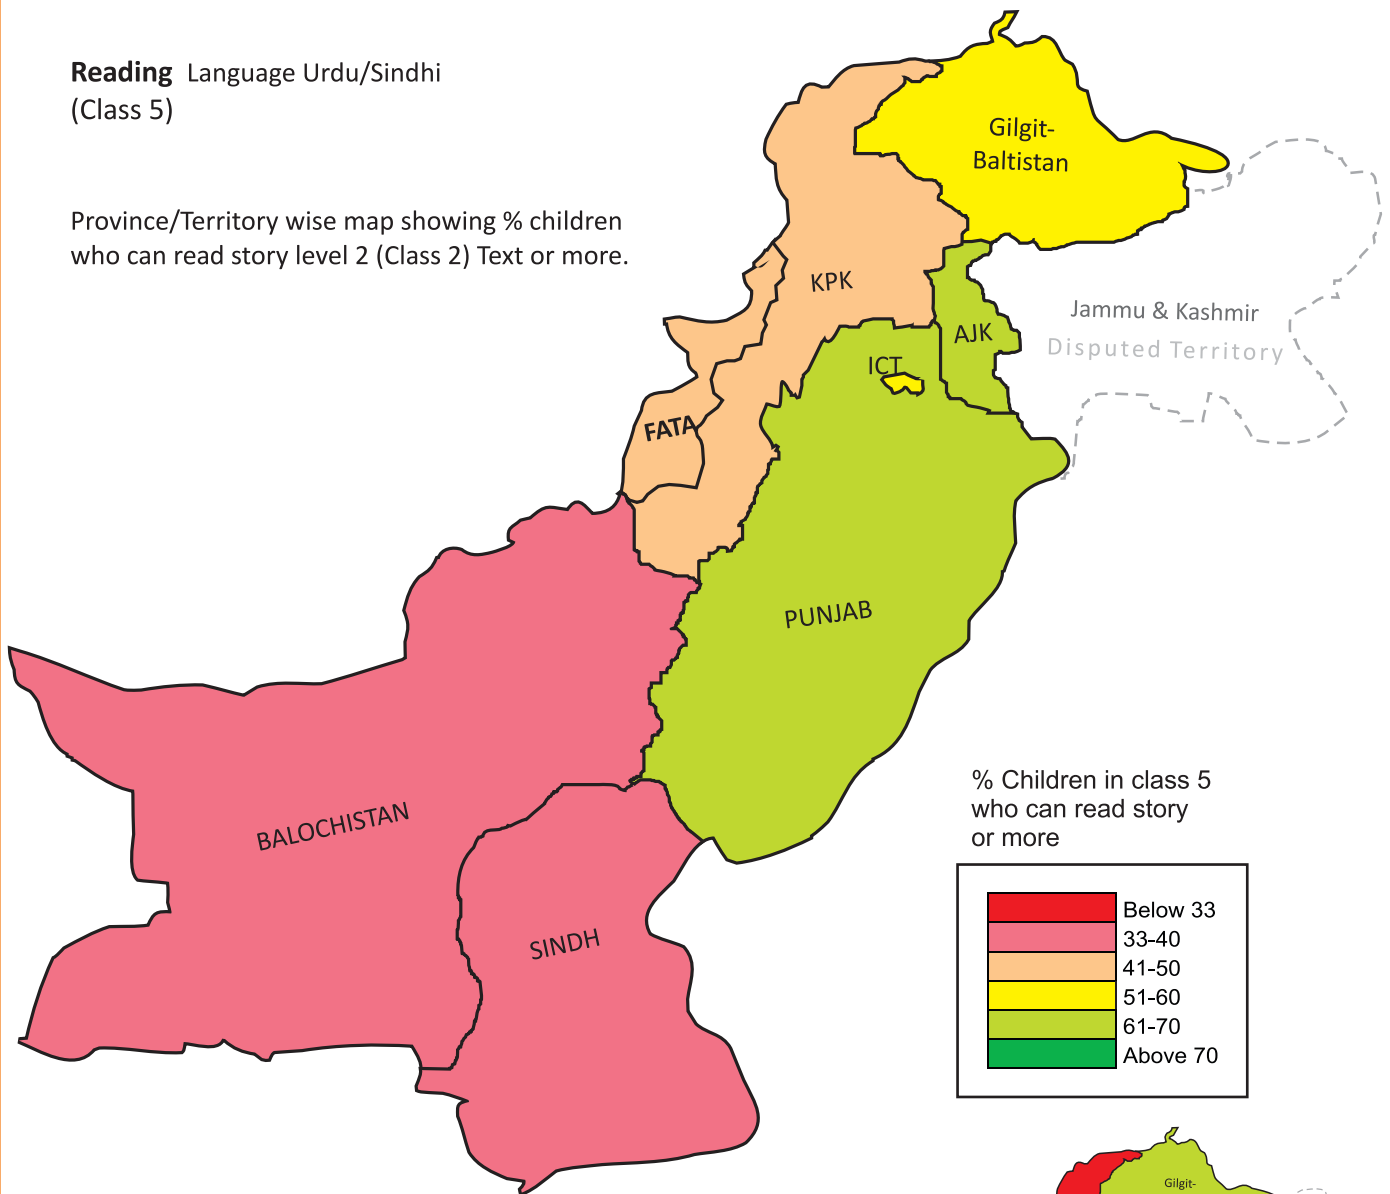 Reading Language Urdu/Sindhi
(Class 5)
Province/Territory wise map showing % children
who can read story level 2 (Class 2) Text or more.
Gilgit-
Baltistan
KPK
AJK
Jammu & Kashmir
Disputed Territory
ICT
FATA
PUNJAB
BALOCHISTAN
SINDH
% Children in class 5
who can read story
or more
Below 33
33-40
41-50
51-60
61-70
Above 70
Gilgit-